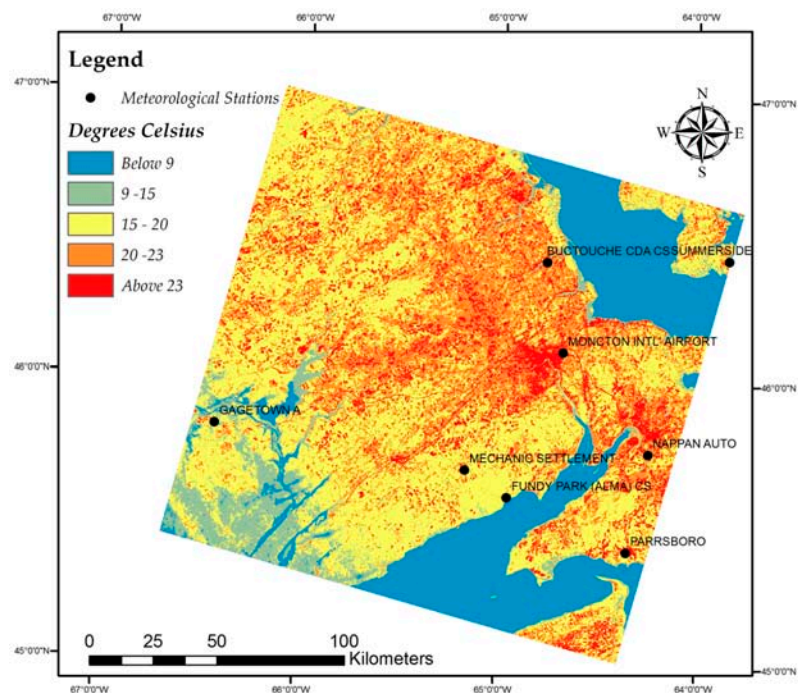 67°0'0"W 66°0'0"W 65°0'0"W 64°0'0"W
Legend
47°0'0"N
47°0'0"N
Meteorological Stations
Degrees Celsius
N
W E
S
Below 9
9 -15
15 - 20
20 -23
Above 23
BUCTOUCHE CDA CSSUMMERSIDE
MONCTON INTL' AIRPORT
46°0'0"N
46°0'0"N
GAGETOWN A
NAPPAN AUTO
MECHANIC SETTLEMENT
FUNDY PARK (ALMA) CS
PARRSBORO
0 25 50 100
Kilometers
45°0'0"N
45°0'0"N
67°0'0"W 66°0'0"W 65°0'0"W 64°0'0"W